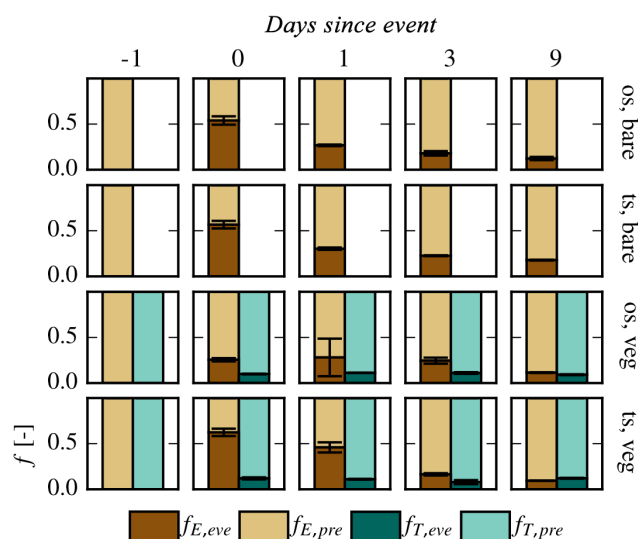 Days since event
-1 0 1 3 9
0.5
0.0
os, bare
0.5
0.0
ts, bare
0.5
0.0
os, veg
0.5
0.0
ts, veg
f [-]
f_{E,eve} f_{E,pre} f_{T,eve} f_{T,pre}